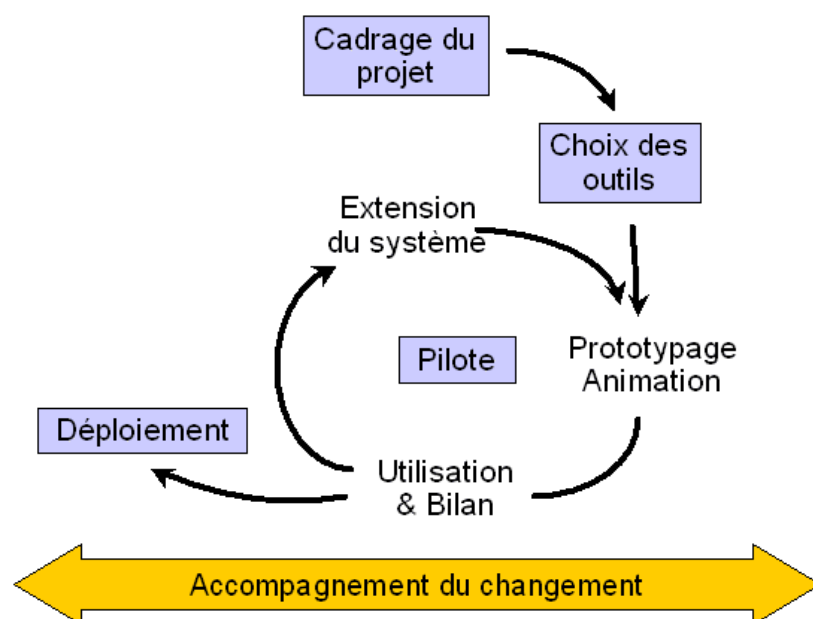 Cadrage du
projet
Choix des
outils
Extension
du système
Pilote
Prototypage
Animation
Déploiement
Utilisation
& Bilan
Accompagnement du changement